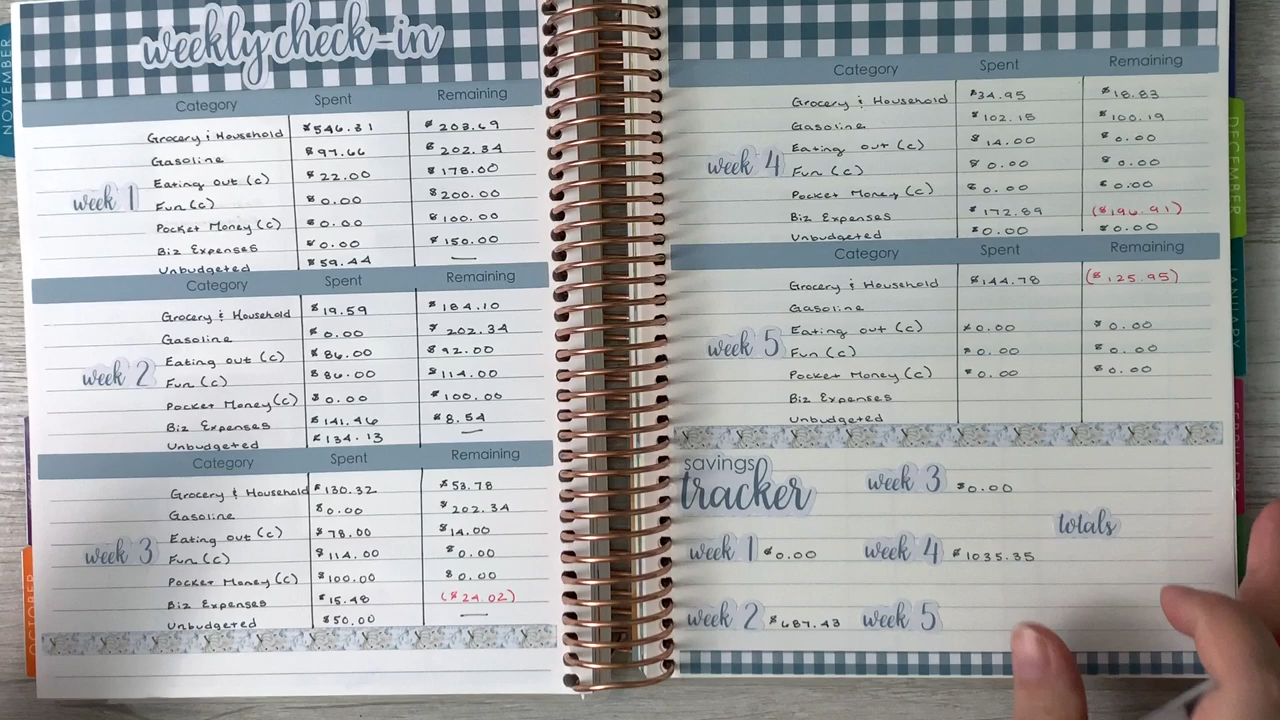 weekly check-in
NOVEMBER
Category Spent Remaining
Grocery & Household $546.31 $203.69
Gasoline $97.66 $202.34
Eating out (c) $22.00 $178.00
week 1 Fun (c) $0.00 $200.00
Pocket Money (c) $0.00 $100.00
Biz Expenses $0.00 $150.00
Unbudgeted $59.44 —
Category Spent Remaining
Grocery & Household $19.59 $184.10
Gasoline $0.00 $202.34
Eating out (c) $86.00 $92.00
week 2 Fun (c) $86.00 $114.00
Pocket Money (c) $0.00 $100.00
Biz Expenses $141.46 $8.54
Unbudgeted $134.13 —
Category Spent Remaining
Grocery & Household $130.32 $53.78
Gasoline $0.00 $202.34
Eating out (c) $78.00 $14.00
week 3 Fun (c) $114.00 $0.00
Pocket Money (c) $100.00 $0.00
Biz Expenses $15.48 ($24.02)
Unbudgeted $50.00 —
OCTOBER
Category Spent Remaining
Grocery & Household $34.95 $18.83
Gasoline $102.15 $100.19
Eating out (c) $14.00 $0.00
week 4 Fun (c) $0.00 $0.00
Pocket Money (c) $0.00 $0.00
Biz Expenses $172.89 ($196.91)
Unbudgeted $0.00 $0.00
Category Spent Remaining
Grocery & Household $144.78 ($125.95)
Gasoline
Eating out (c) $0.00 $0.00
week 5 Fun (c) $0.00 $0.00
Pocket Money (c) $0.00 $0.00
Biz Expenses
Unbudgeted
savings tracker
week 3 $0.00
totals
week 1 $0.00 week 4 $1035.35
week 2 $687.43 week 5
DECEMBER
JANUARY
FEBRUARY